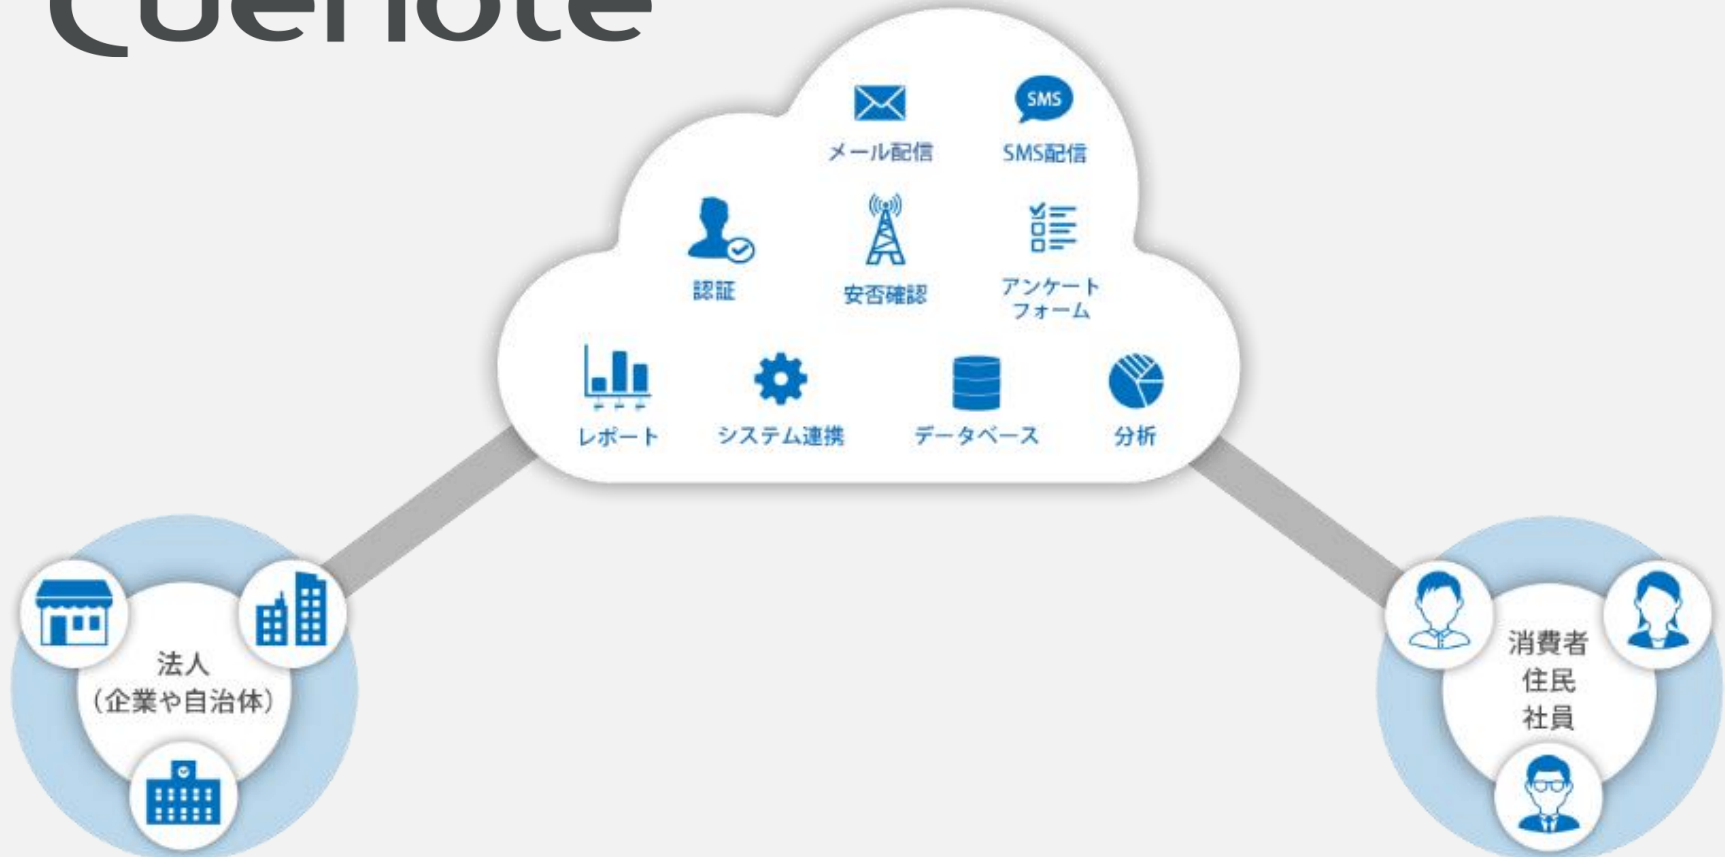 Cuenote
メール配信
SMS
SMS配信
認証
安否確認
アンケート
フォーム
レポート
システム連携
データベース
分析
法人
（企業や自治体）
消費者
住民
社員